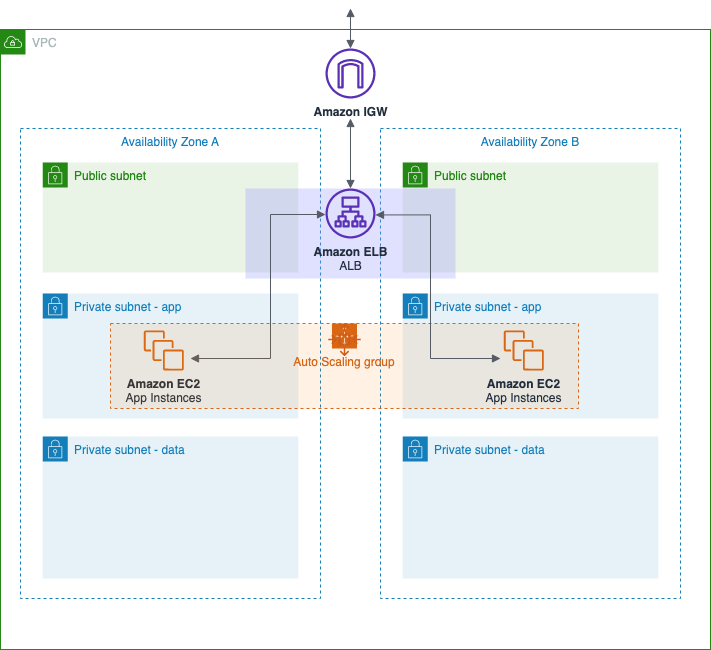 VPC
Amazon IGW
Availability Zone A
Availability Zone B
Public subnet
Public subnet
Amazon ELB
ALB
Private subnet - app
Private subnet - app
Auto Scaling group
Amazon EC2
App Instances
Amazon EC2
App Instances
Private subnet - data
Private subnet - data